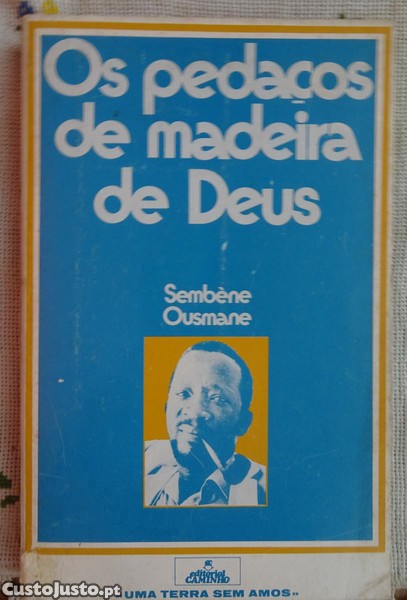 Os pedaços
de madeira
de Deus
Sembène
Ousmane
editorial
CAMINHO
UMA TERRA SEM AMOS»
CustoJusto.pt